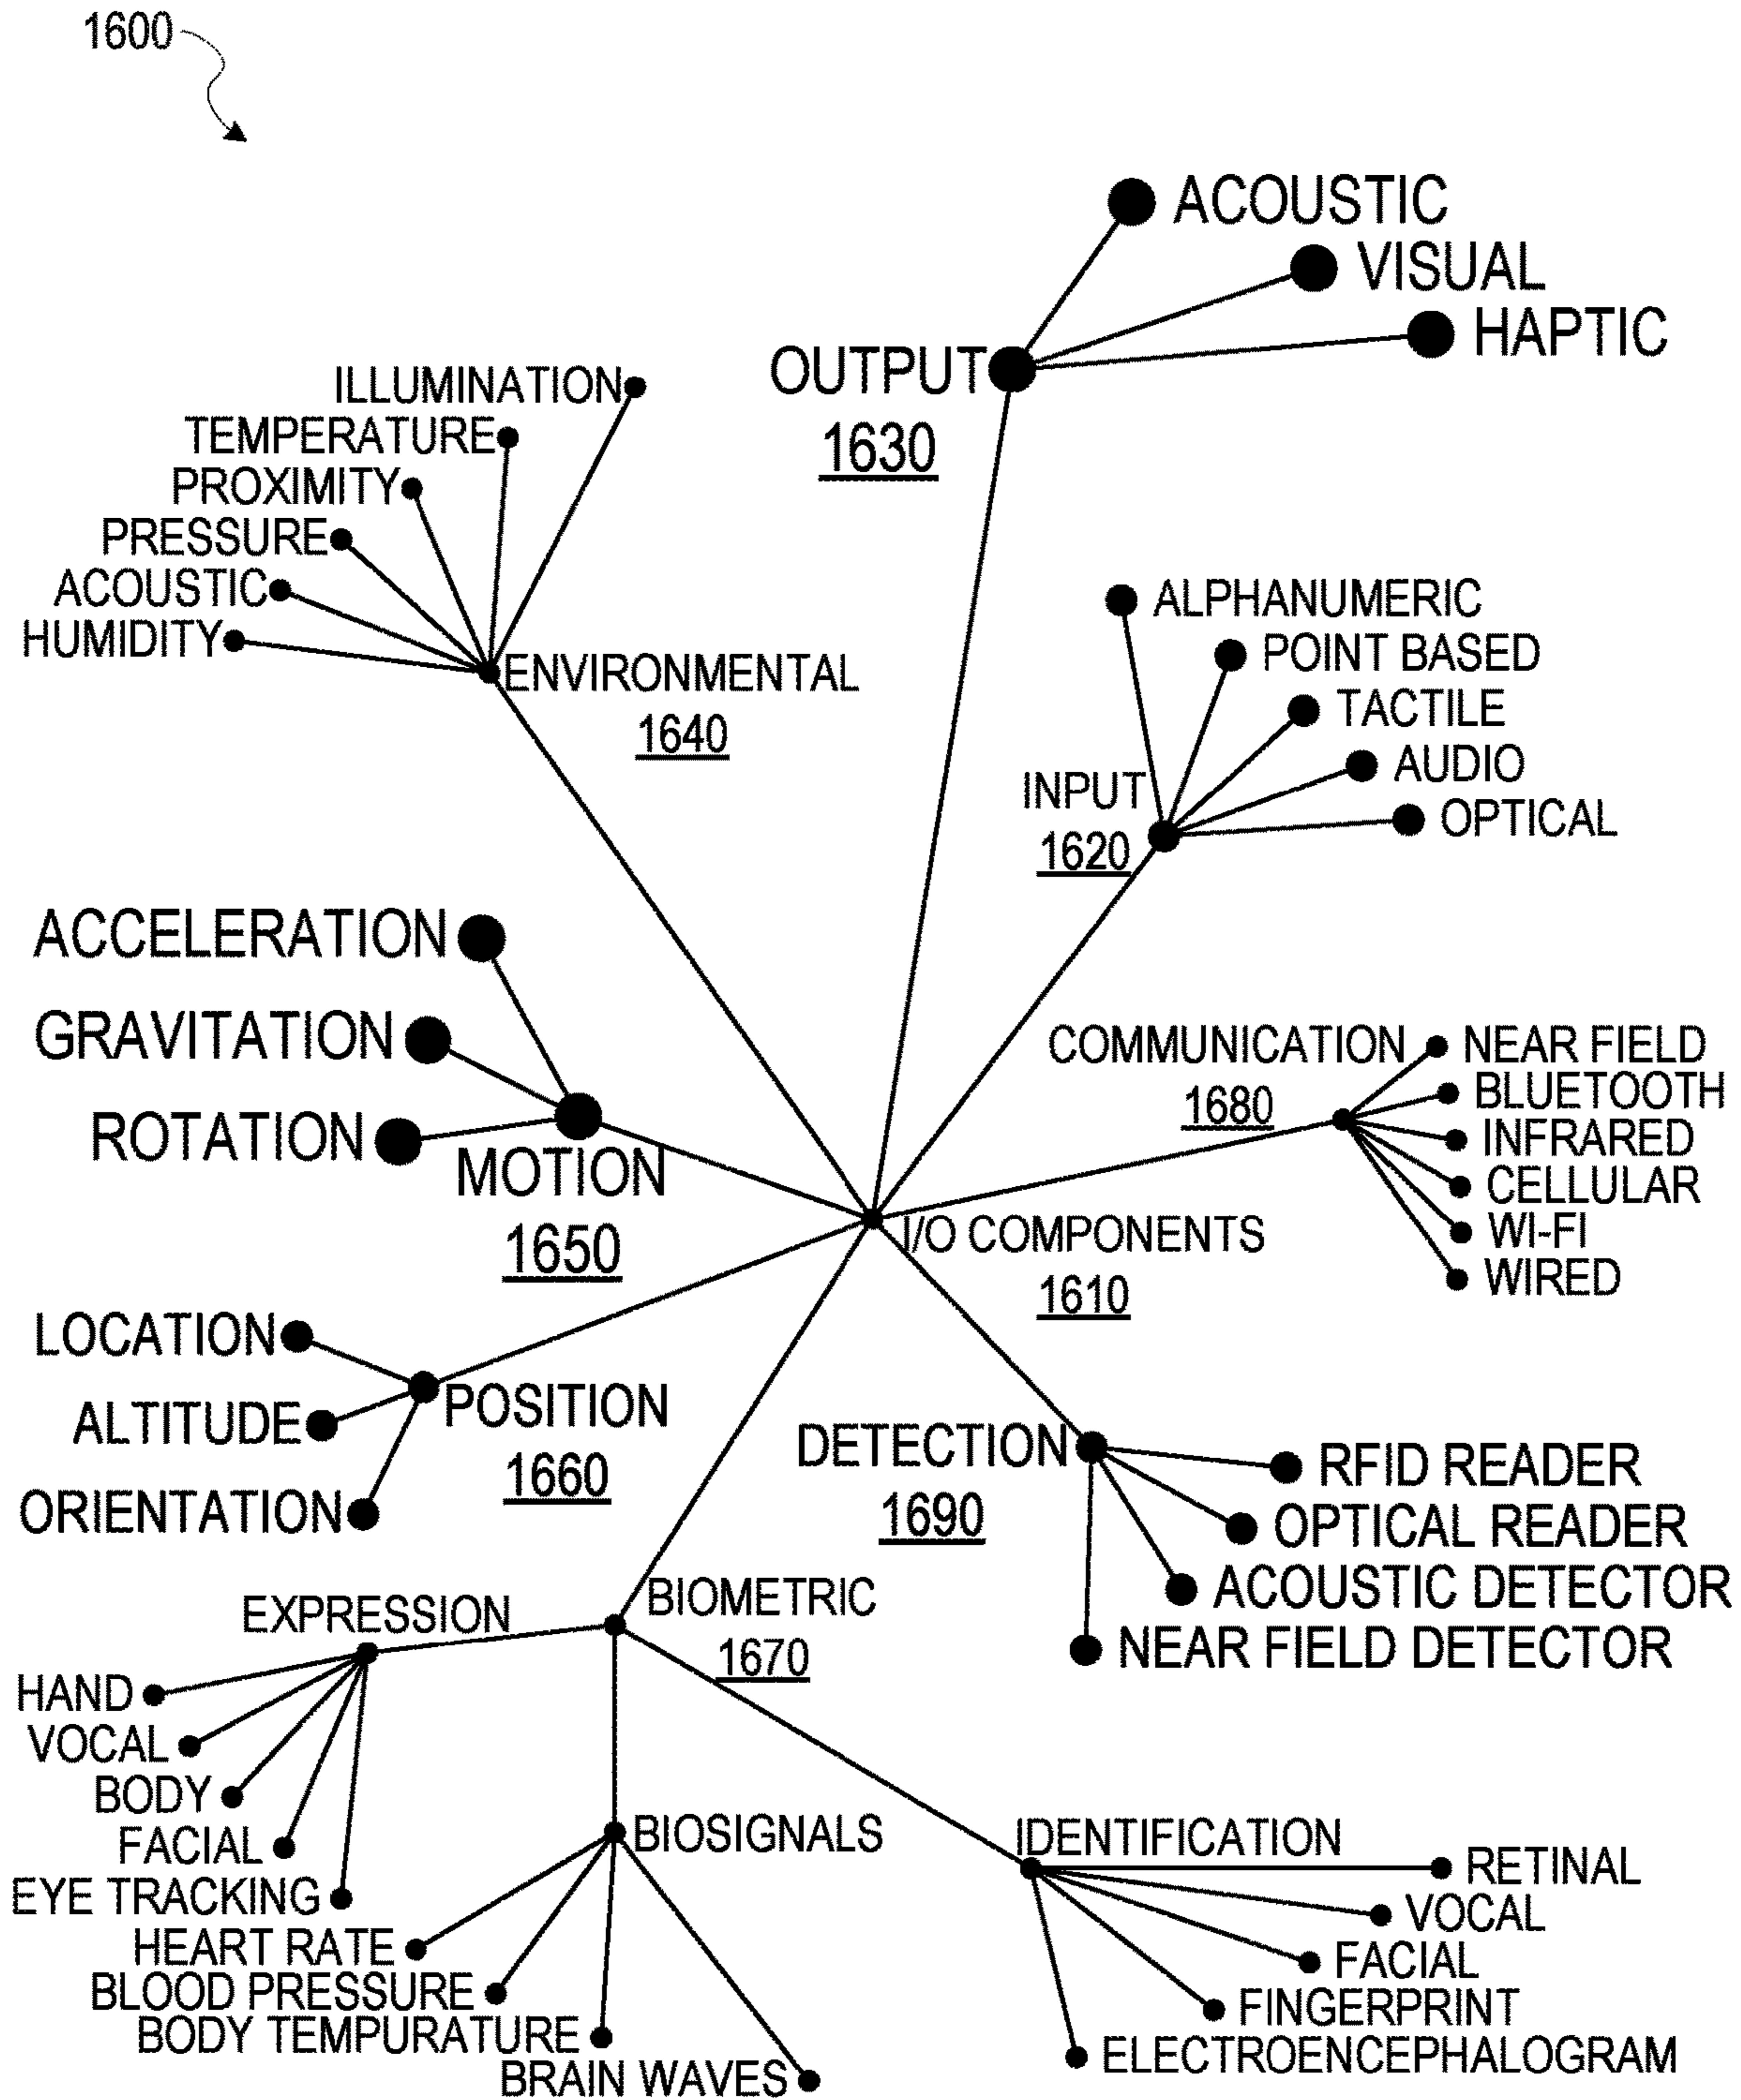 1600
ACOUSTIC
VISUAL
HAPTIC
OUTPUT
1630
ILLUMINATION
TEMPERATURE
PROXIMITY
PRESSURE
ACOUSTIC
HUMIDITY
ENVIRONMENTAL
1640
ALPHANUMERIC
POINT BASED
TACTILE
AUDIO
OPTICAL
INPUT
1620
ACCELERATION
GRAVITATION
ROTATION
MOTION
1650
COMMUNICATION
1680
NEAR FIELD
BLUETOOTH
INFRARED
CELLULAR
WI-FI
WIRED
I/O COMPONENTS
1610
LOCATION
ALTITUDE
ORIENTATION
POSITION
1660
DETECTION
1690
RFID READER
OPTICAL READER
ACOUSTIC DETECTOR
NEAR FIELD DETECTOR
BIOMETRIC
1670
EXPRESSION
HAND
VOCAL
BODY
FACIAL
EYE TRACKING
BIOSIGNALS
HEART RATE
BLOOD PRESSURE
BODY TEMPURATURE
BRAIN WAVES
IDENTIFICATION
RETINAL
VOCAL
FACIAL
FINGERPRINT
ELECTROENCEPHALOGRAM